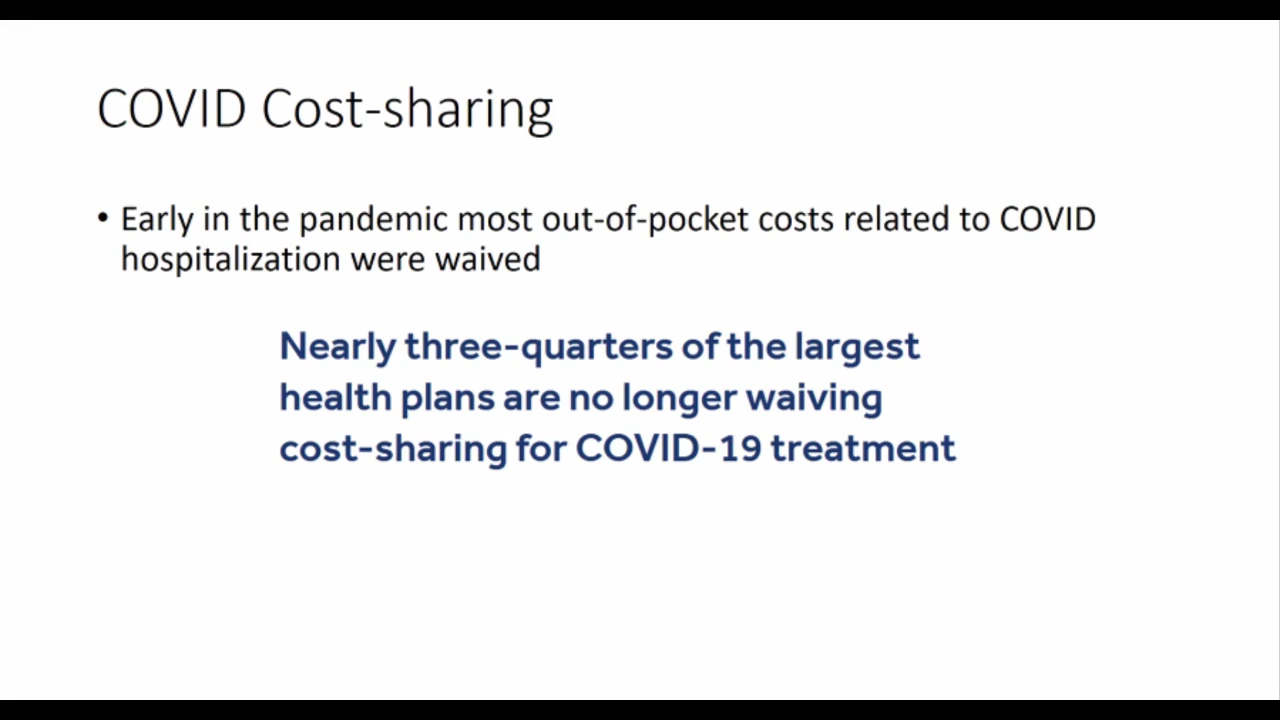 COVID Cost-sharing
• Early in the pandemic most out-of-pocket costs related to COVID
hospitalization were waived
Nearly three-quarters of the largest
health plans are no longer waiving
cost-sharing for COVID-19 treatment